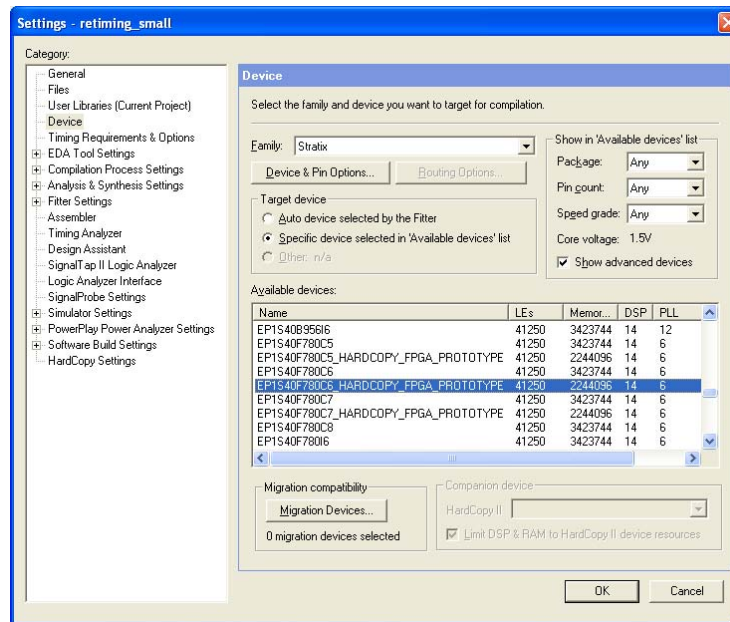 Settings - retiming_small
Category:
General
Files
User Libraries (Current Project)
Device
Timing Requirements & Options
EDA Tool Settings
Compilation Process Settings
Analysis & Synthesis Settings
Fitter Settings
Assembler
Timing Analyzer
Design Assistant
SignalTap II Logic Analyzer
Logic Analyzer Interface
SignalProbe Settings
Simulator Settings
PowerPlay Power Analyzer Settings
Software Build Settings
HardCopy Settings
Device
Select the family and device you want to target for compilation.
Family: Stratix
Device & Pin Options... Routing Options...
Target device
Auto device selected by the Fitter
Specific device selected in 'Available devices' list
Other: n/a
Show in 'Available devices' list
Package: Any
Pin count: Any
Speed grade: Any
Core voltage: 1.5V
Show advanced devices
Available devices:
Name LEs Memor... DSP PLL
EP1S40B956I6 41250 3423744 14 12
EP1S40F780C5 41250 3423744 14 6
EP1S40F780C5_HARDCOPY_FPGA_PROTOTYPE 41250 2244096 14 6
EP1S40F780C6 41250 3423744 14 6
EP1S40F780C6_HARDCOPY_FPGA_PROTOTYPE 41250 2244096 14 6
EP1S40F780C7 41250 3423744 14 6
EP1S40F780C7_HARDCOPY_FPGA_PROTOTYPE 41250 2244096 14 6
EP1S40F780C8 41250 3423744 14 6
EP1S40F780I6 41250 3423744 14 6
Migration compatibility
Migration Devices...
0 migration devices selected
Companion device
HardCopy II
Limit DSP & RAM to HardCopy II device resources
OK Cancel